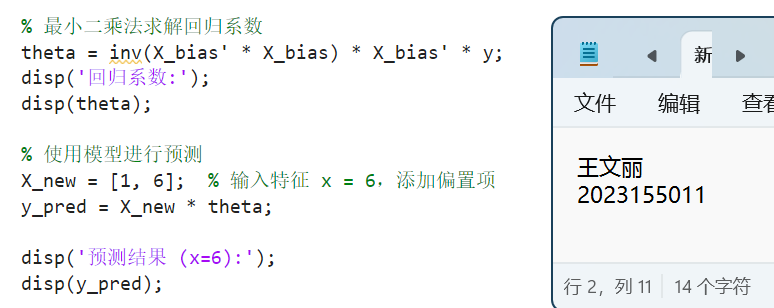 % 最小二乘法求解回归系数
theta = inv(X_bias' * X_bias) * X_bias' * y;
disp('回归系数:');
disp(theta);
% 使用模型进行预测
X_new = [1, 6];  % 输入特征 x = 6，添加偏置项
y_pred = X_new * theta;
disp('预测结果 (x=6):');
disp(y_pred);
新
文件 编辑 查看
王文丽
2023155011
行 2，列 11 14 个字符